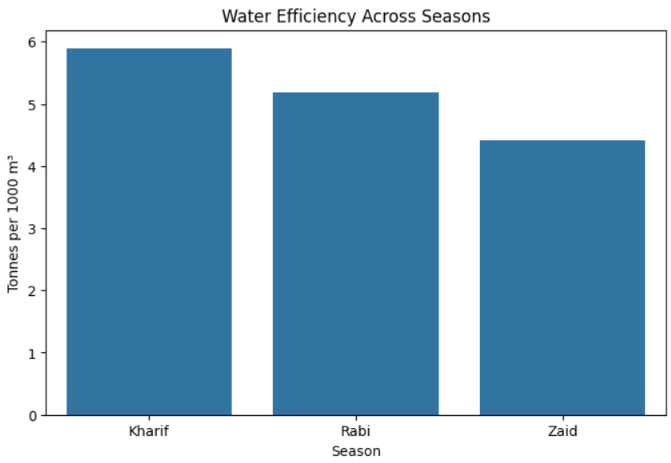 Water Efficiency Across Seasons
Tonnes per 1000 m³
6
5
4
3
2
1
0
Kharif
Rabi
Zaid
Season